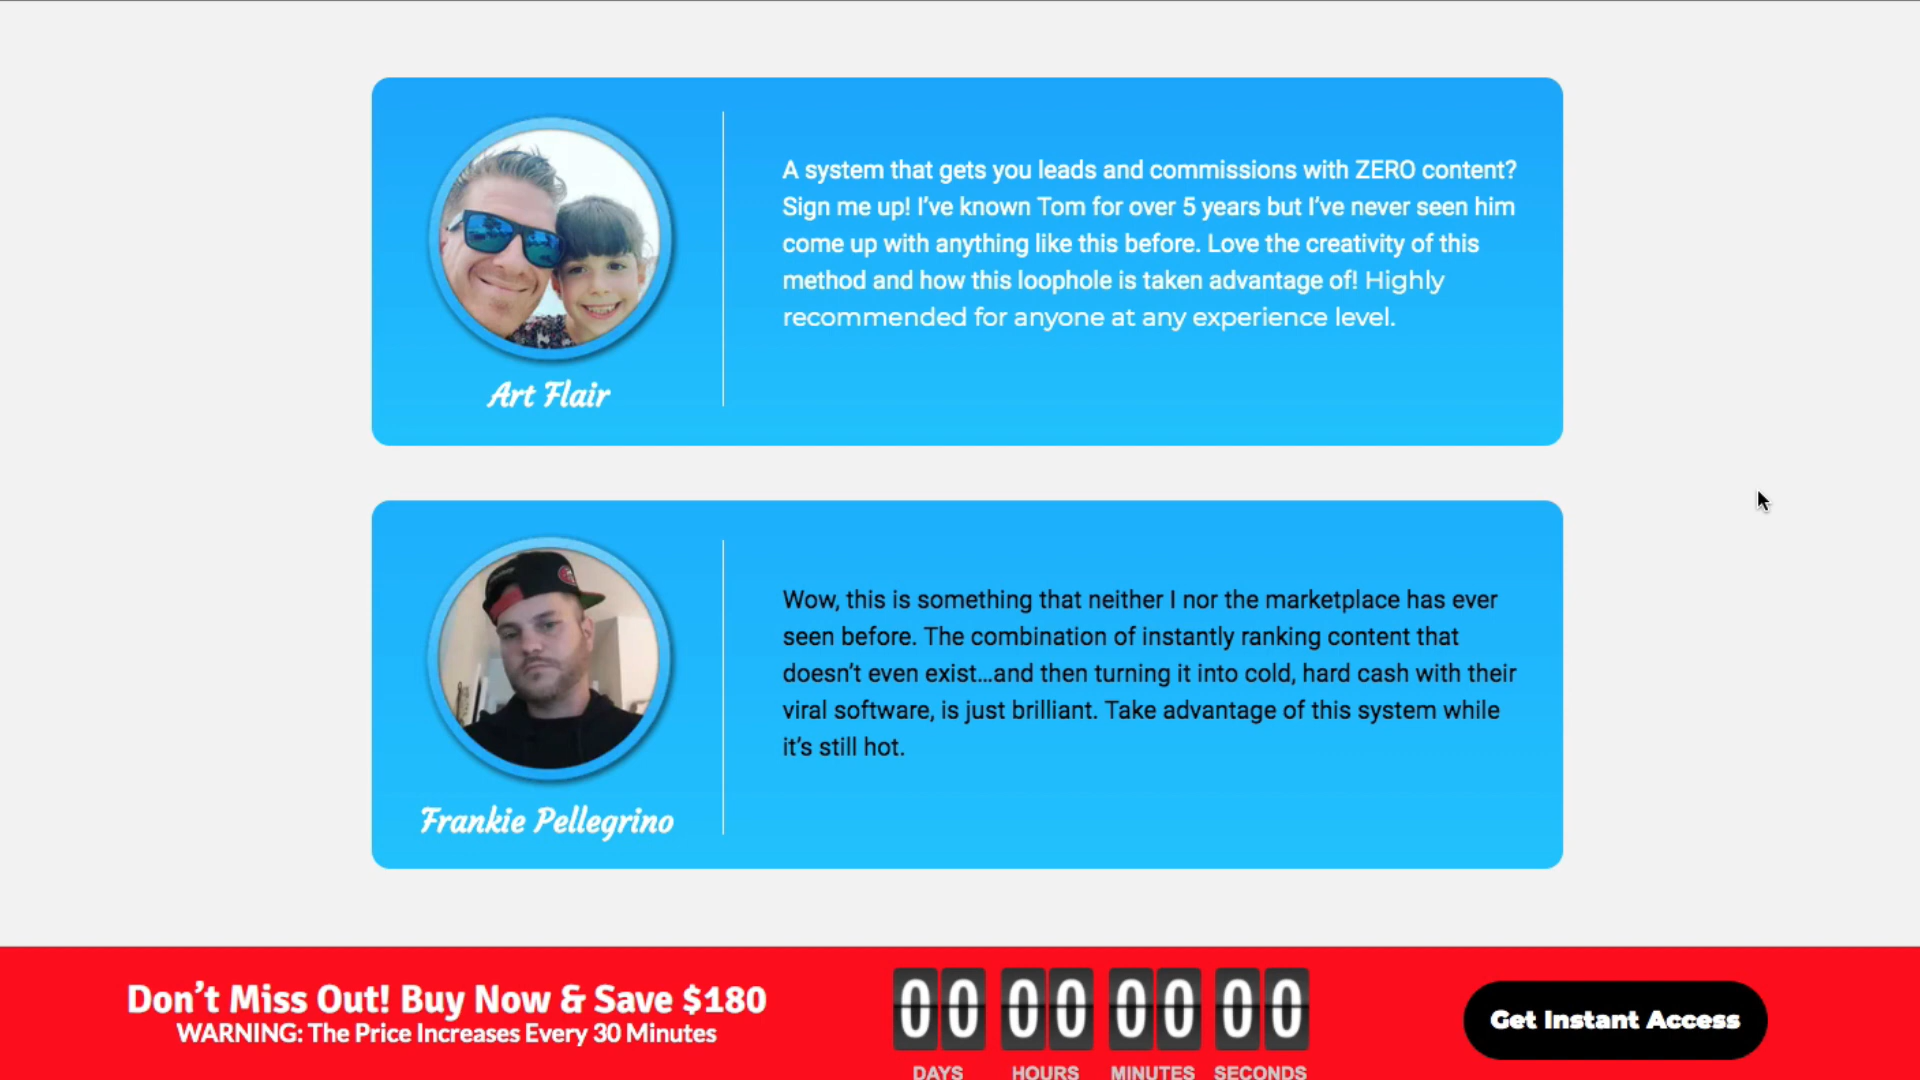 A system that gets you leads and commissions with ZERO content?
Sign me up! I’ve known Tom for over 5 years but I’ve never seen him
come up with anything like this before. Love the creativity of this
method and how this loophole is taken advantage of! Highly
recommended for anyone at any experience level.
Art Flair
Wow, this is something that neither I nor the marketplace has ever
seen before. The combination of instantly ranking content that
doesn’t even exist...and then turning it into cold, hard cash with their
viral software, is just brilliant. Take advantage of this system while
it’s still hot.
Frankie Pellegrino
Don’t Miss Out! Buy Now & Save $180
WARNING: The Price Increases Every 30 Minutes
00 00 00 00
DAYS HOURS MINUTES SECONDS
Get Instant Access